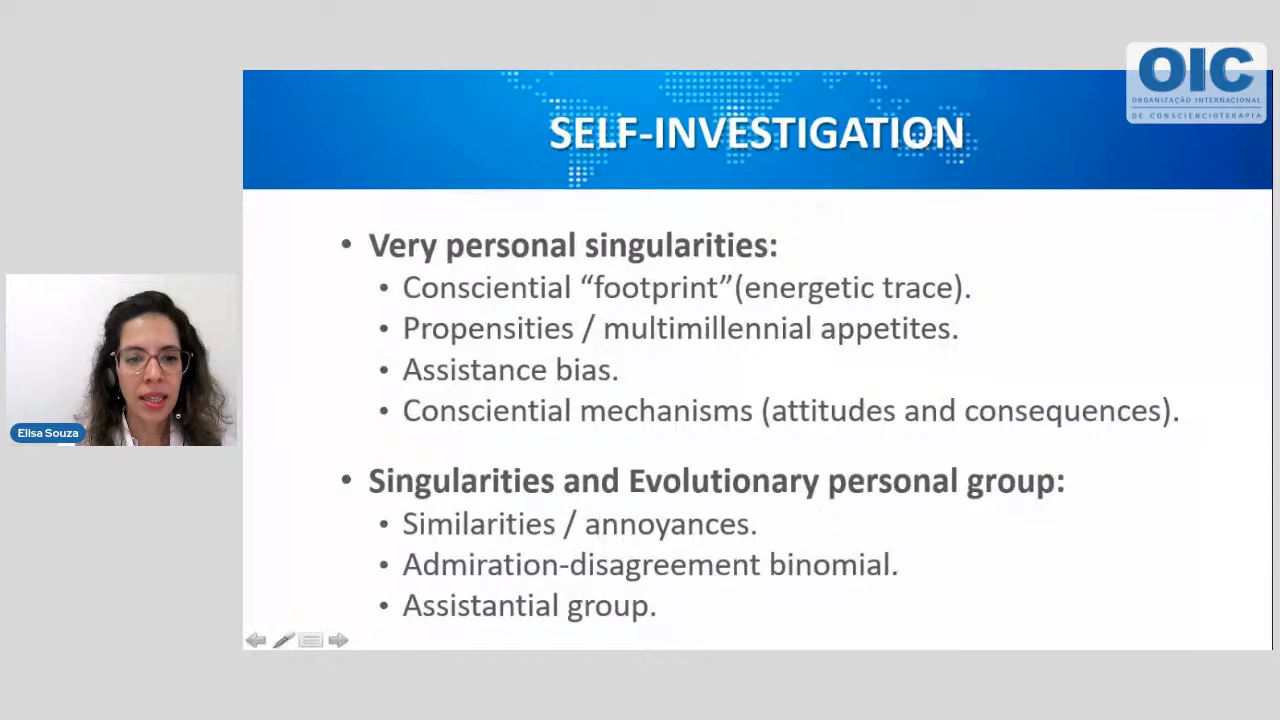 OIC
ORGANIZAÇÃO INTERNACIONAL
DE CONSCIENCIOTERAPIA
SELF-INVESTIGATION
• Very personal singularities:
• Consciential “footprint”(energetic trace).
• Propensities / multimillennial appetites.
• Assistance bias.
• Consciential mechanisms (attitudes and consequences).
• Singularities and Evolutionary personal group:
• Similarities / annoyances.
• Admiration-disagreement binomial.
• Assistantial group.
Elisa Souza